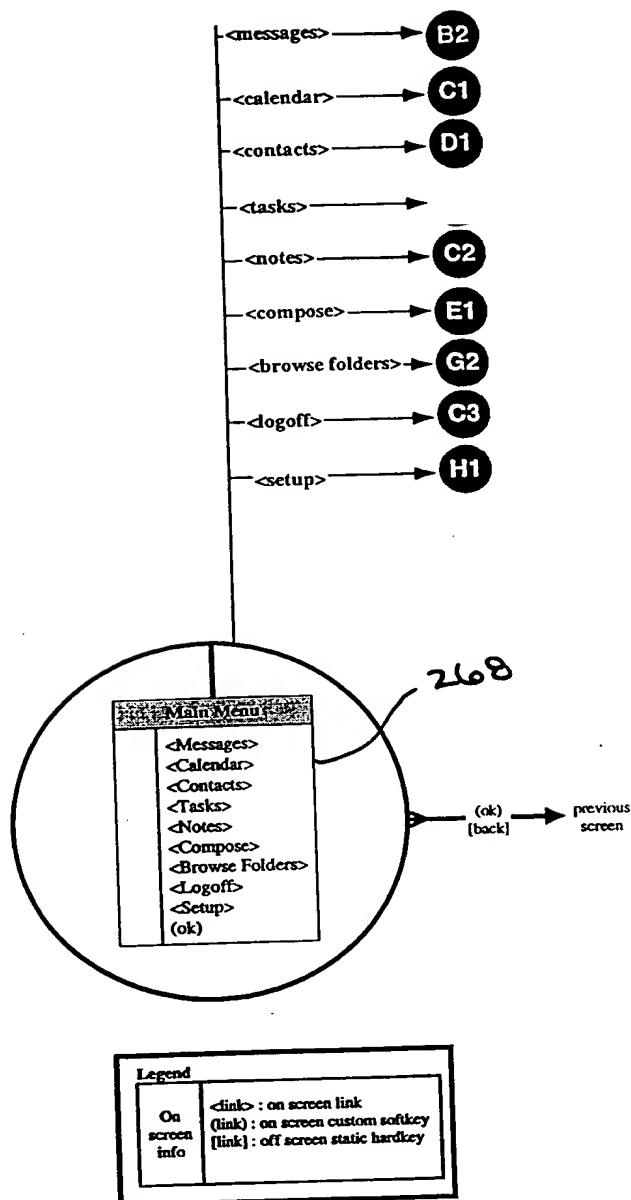 <messages> B2
<calendar> C1
<contacts> D1
<tasks>
<notes> C2
<compose> E1
<browse folders> G2
<logoff> C3
<setup> H1
268
Main Menu
<Messages>
<Calendar>
<Contacts>
<Tasks>
<Notes>
<Compose>
<Browse Folders>
<Logoff>
<Setup>
(ok)
(ok)
[back]
previous
screen
Legend
On
screen
info
<link> : on screen link
(link) : on screen custom softkey
[link] : off screen static hardkey